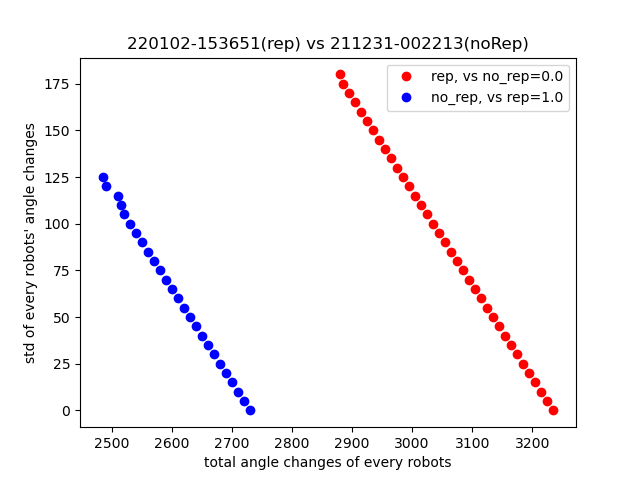 220102-153651(rep) vs 211231-002213(noRep)
rep, vs no_rep=0.0
no_rep, vs rep=1.0
std of every robots' angle changes
175
150
125
100
75
50
25
0
2500 2600 2700 2800 2900 3000 3100 3200
total angle changes of every robots